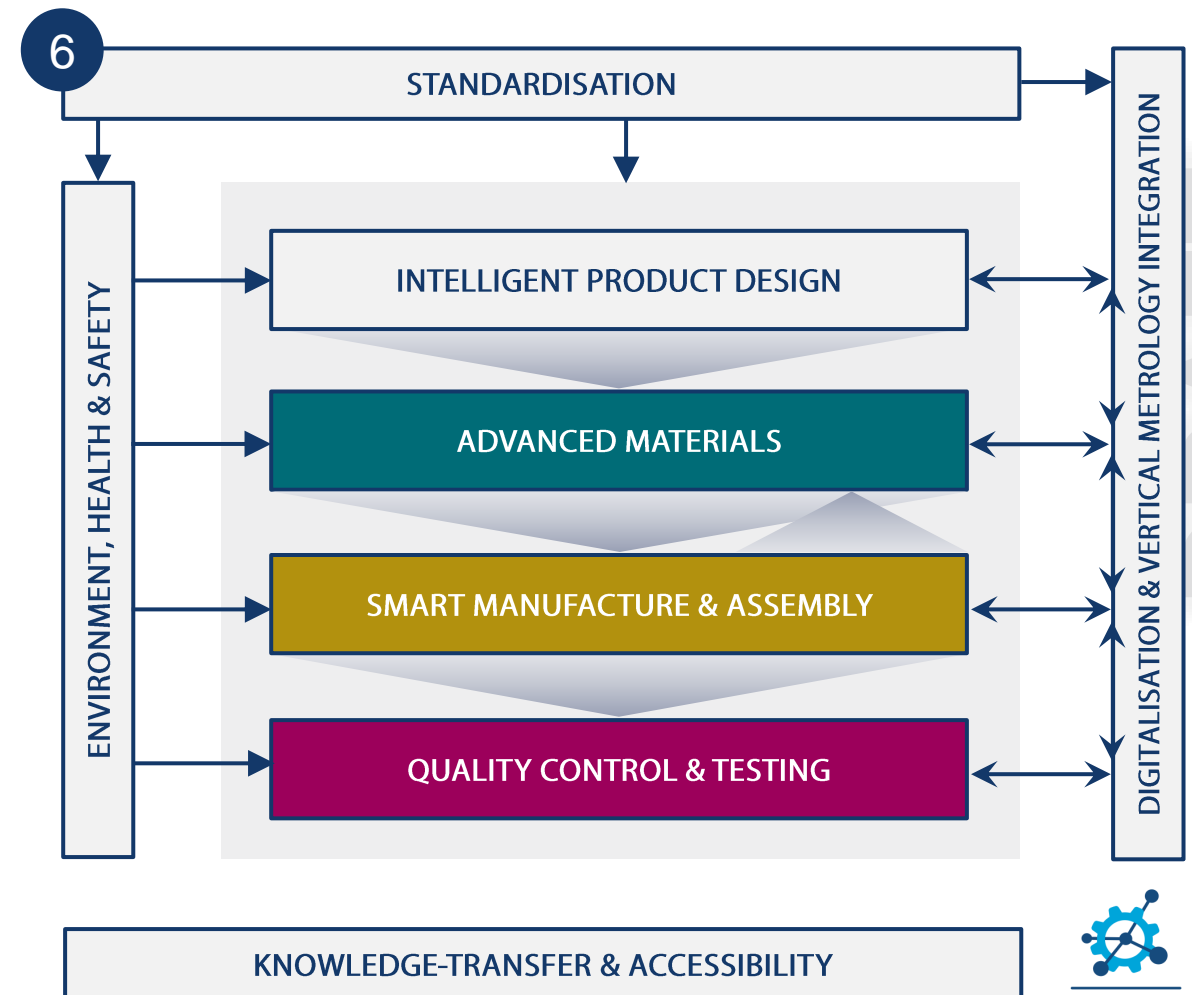 6
STANDARDISATION
ENVIRONMENT, HEALTH & SAFETY
INTELLIGENT PRODUCT DESIGN
ADVANCED MATERIALS
SMART MANUFACTURE & ASSEMBLY
QUALITY CONTROL & TESTING
DIGITALISATION & VERTICAL METROLOGY INTEGRATION
KNOWLEDGE-TRANSFER & ACCESSIBILITY